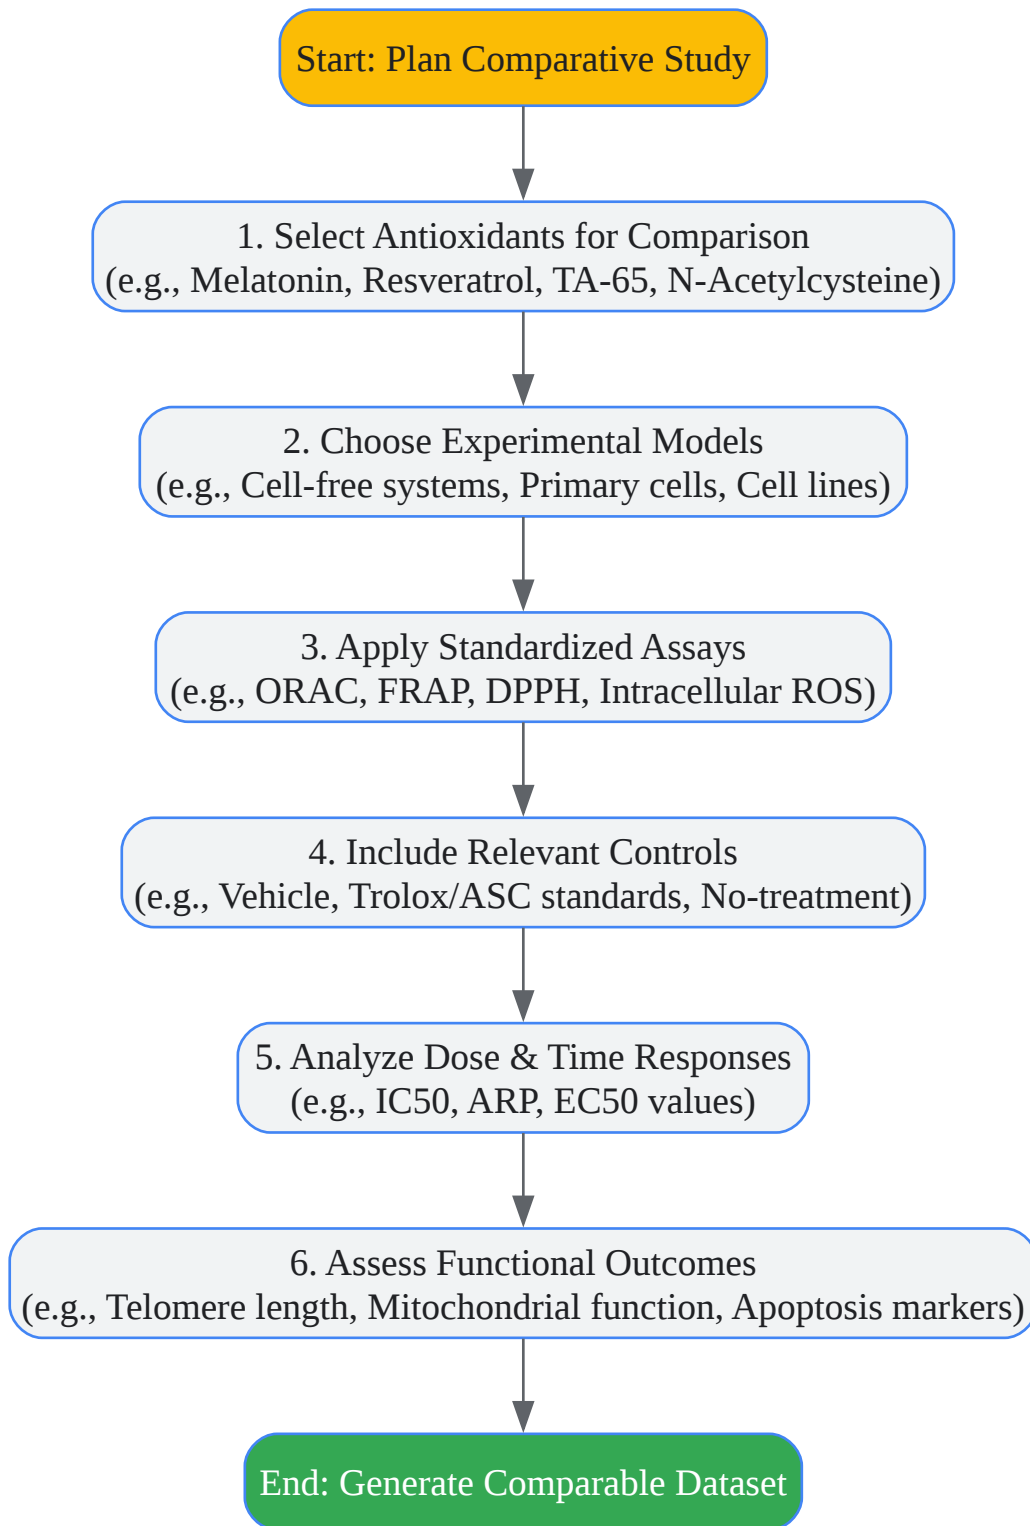 Start: Plan Comparative Study
1. Select Antioxidants for Comparison
(e.g., Melatonin, Resveratrol, TA-65, N-Acetylcysteine)
2. Choose Experimental Models
(e.g., Cell-free systems, Primary cells, Cell lines)
3. Apply Standardized Assays
(e.g., ORAC, FRAP, DPPH, Intracellular ROS)
4. Include Relevant Controls
(e.g., Vehicle, Trolox/ASC standards, No-treatment)
5. Analyze Dose & Time Responses
(e.g., IC50, ARP, EC50 values)
6. Assess Functional Outcomes
(e.g., Telomere length, Mitochondrial function, Apoptosis markers)
End: Generate Comparable Dataset